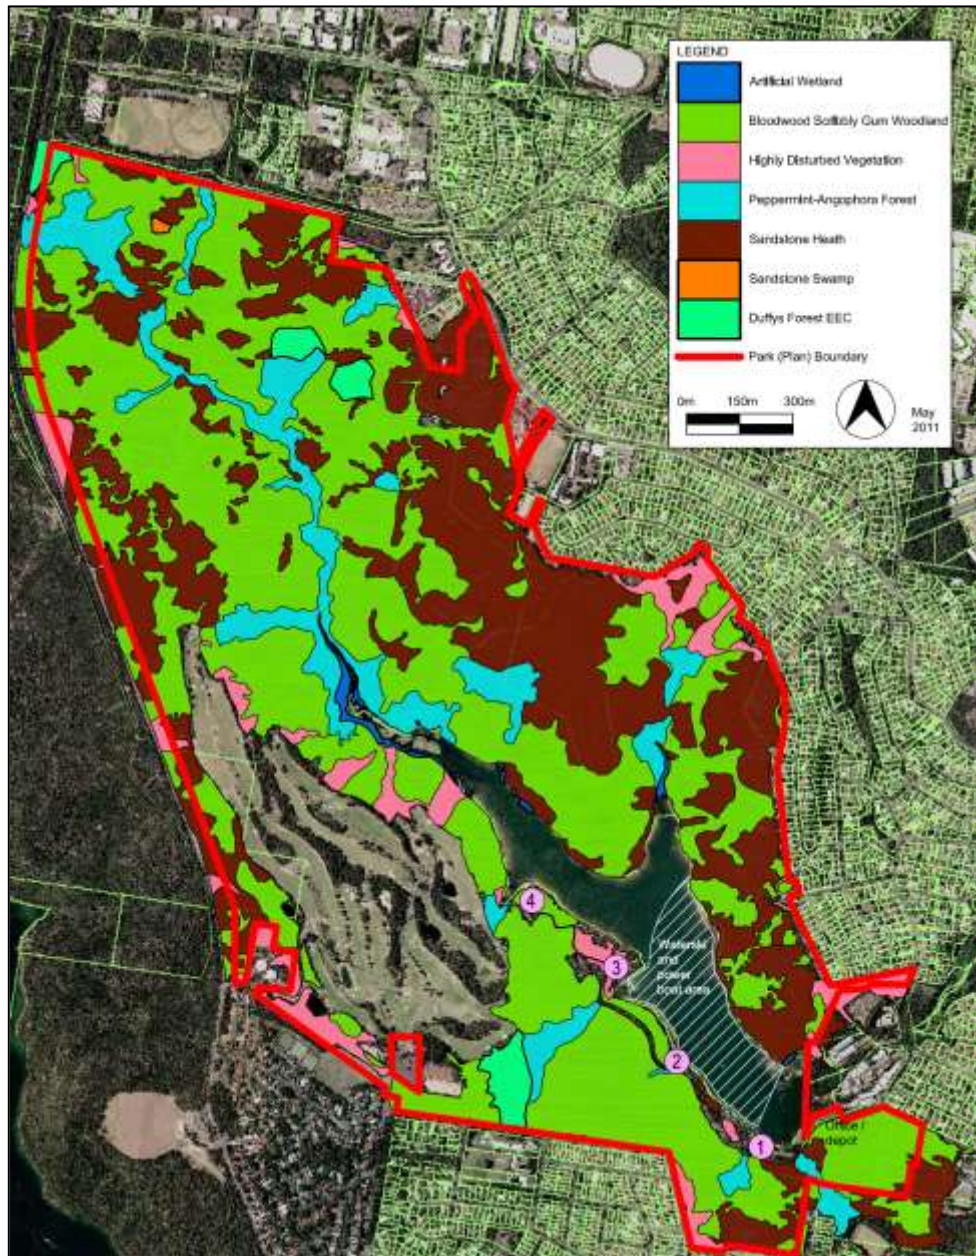 LEGEND
Artificial Wetland
Bloodwood Scribbly Gum Woodland
Highly Disturbed Vegetation
Peppermint-Angophora Forest
Sandstone Heath
Sandstone Swamp
Duffys Forest EEC
Park (Plan) Boundary
0m 150m 300m
May
2011
4
3
Waterski
and
power
boat area
2
1
Office /
depot